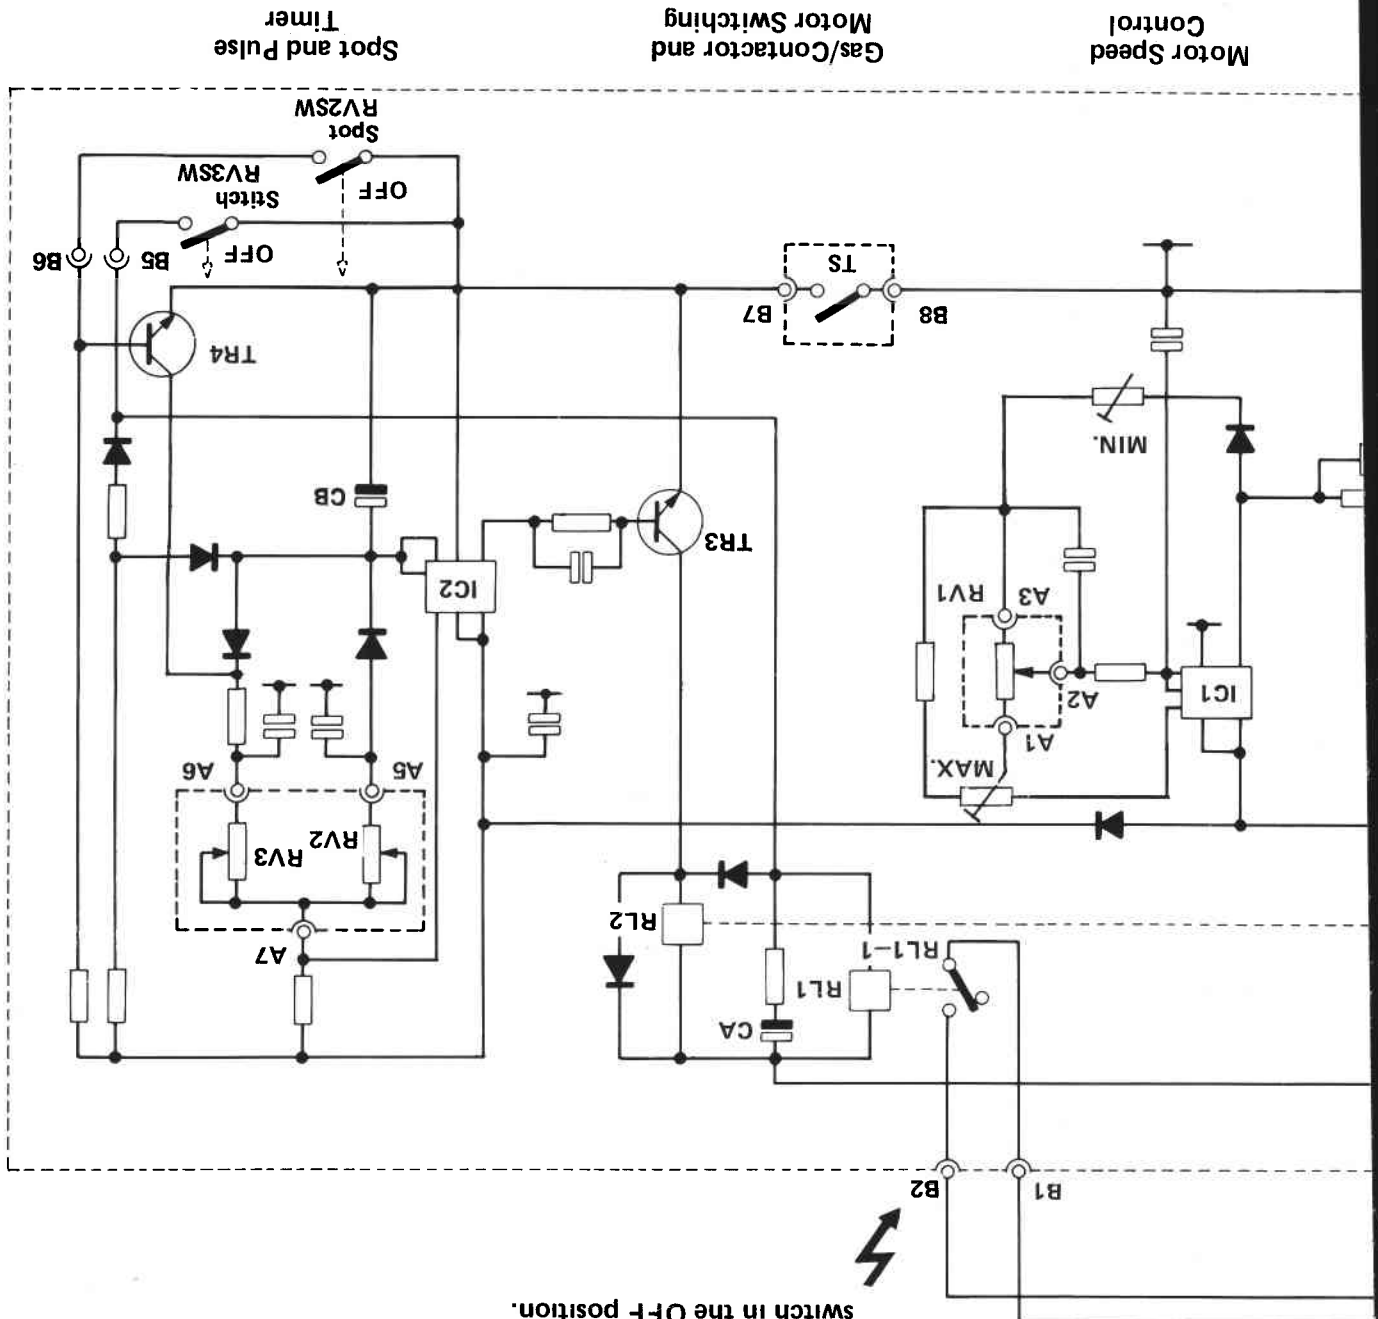 switch in the OFF position.
B1
B2
CA
RL1
RL1-1
A7
RL2
RV3
RV2
MAX.
A5
A6
A1
A2
IC1
A3
RV1
IC2
TR3
CB
MIN.
TR4
B8
B7
TS
B5
B6
OFF
Stitch
RV3SW
OFF
Spot
RV2SW
Motor Speed
Control
Gas/Contactor and
Motor Switching
Spot and Pulse
Timer